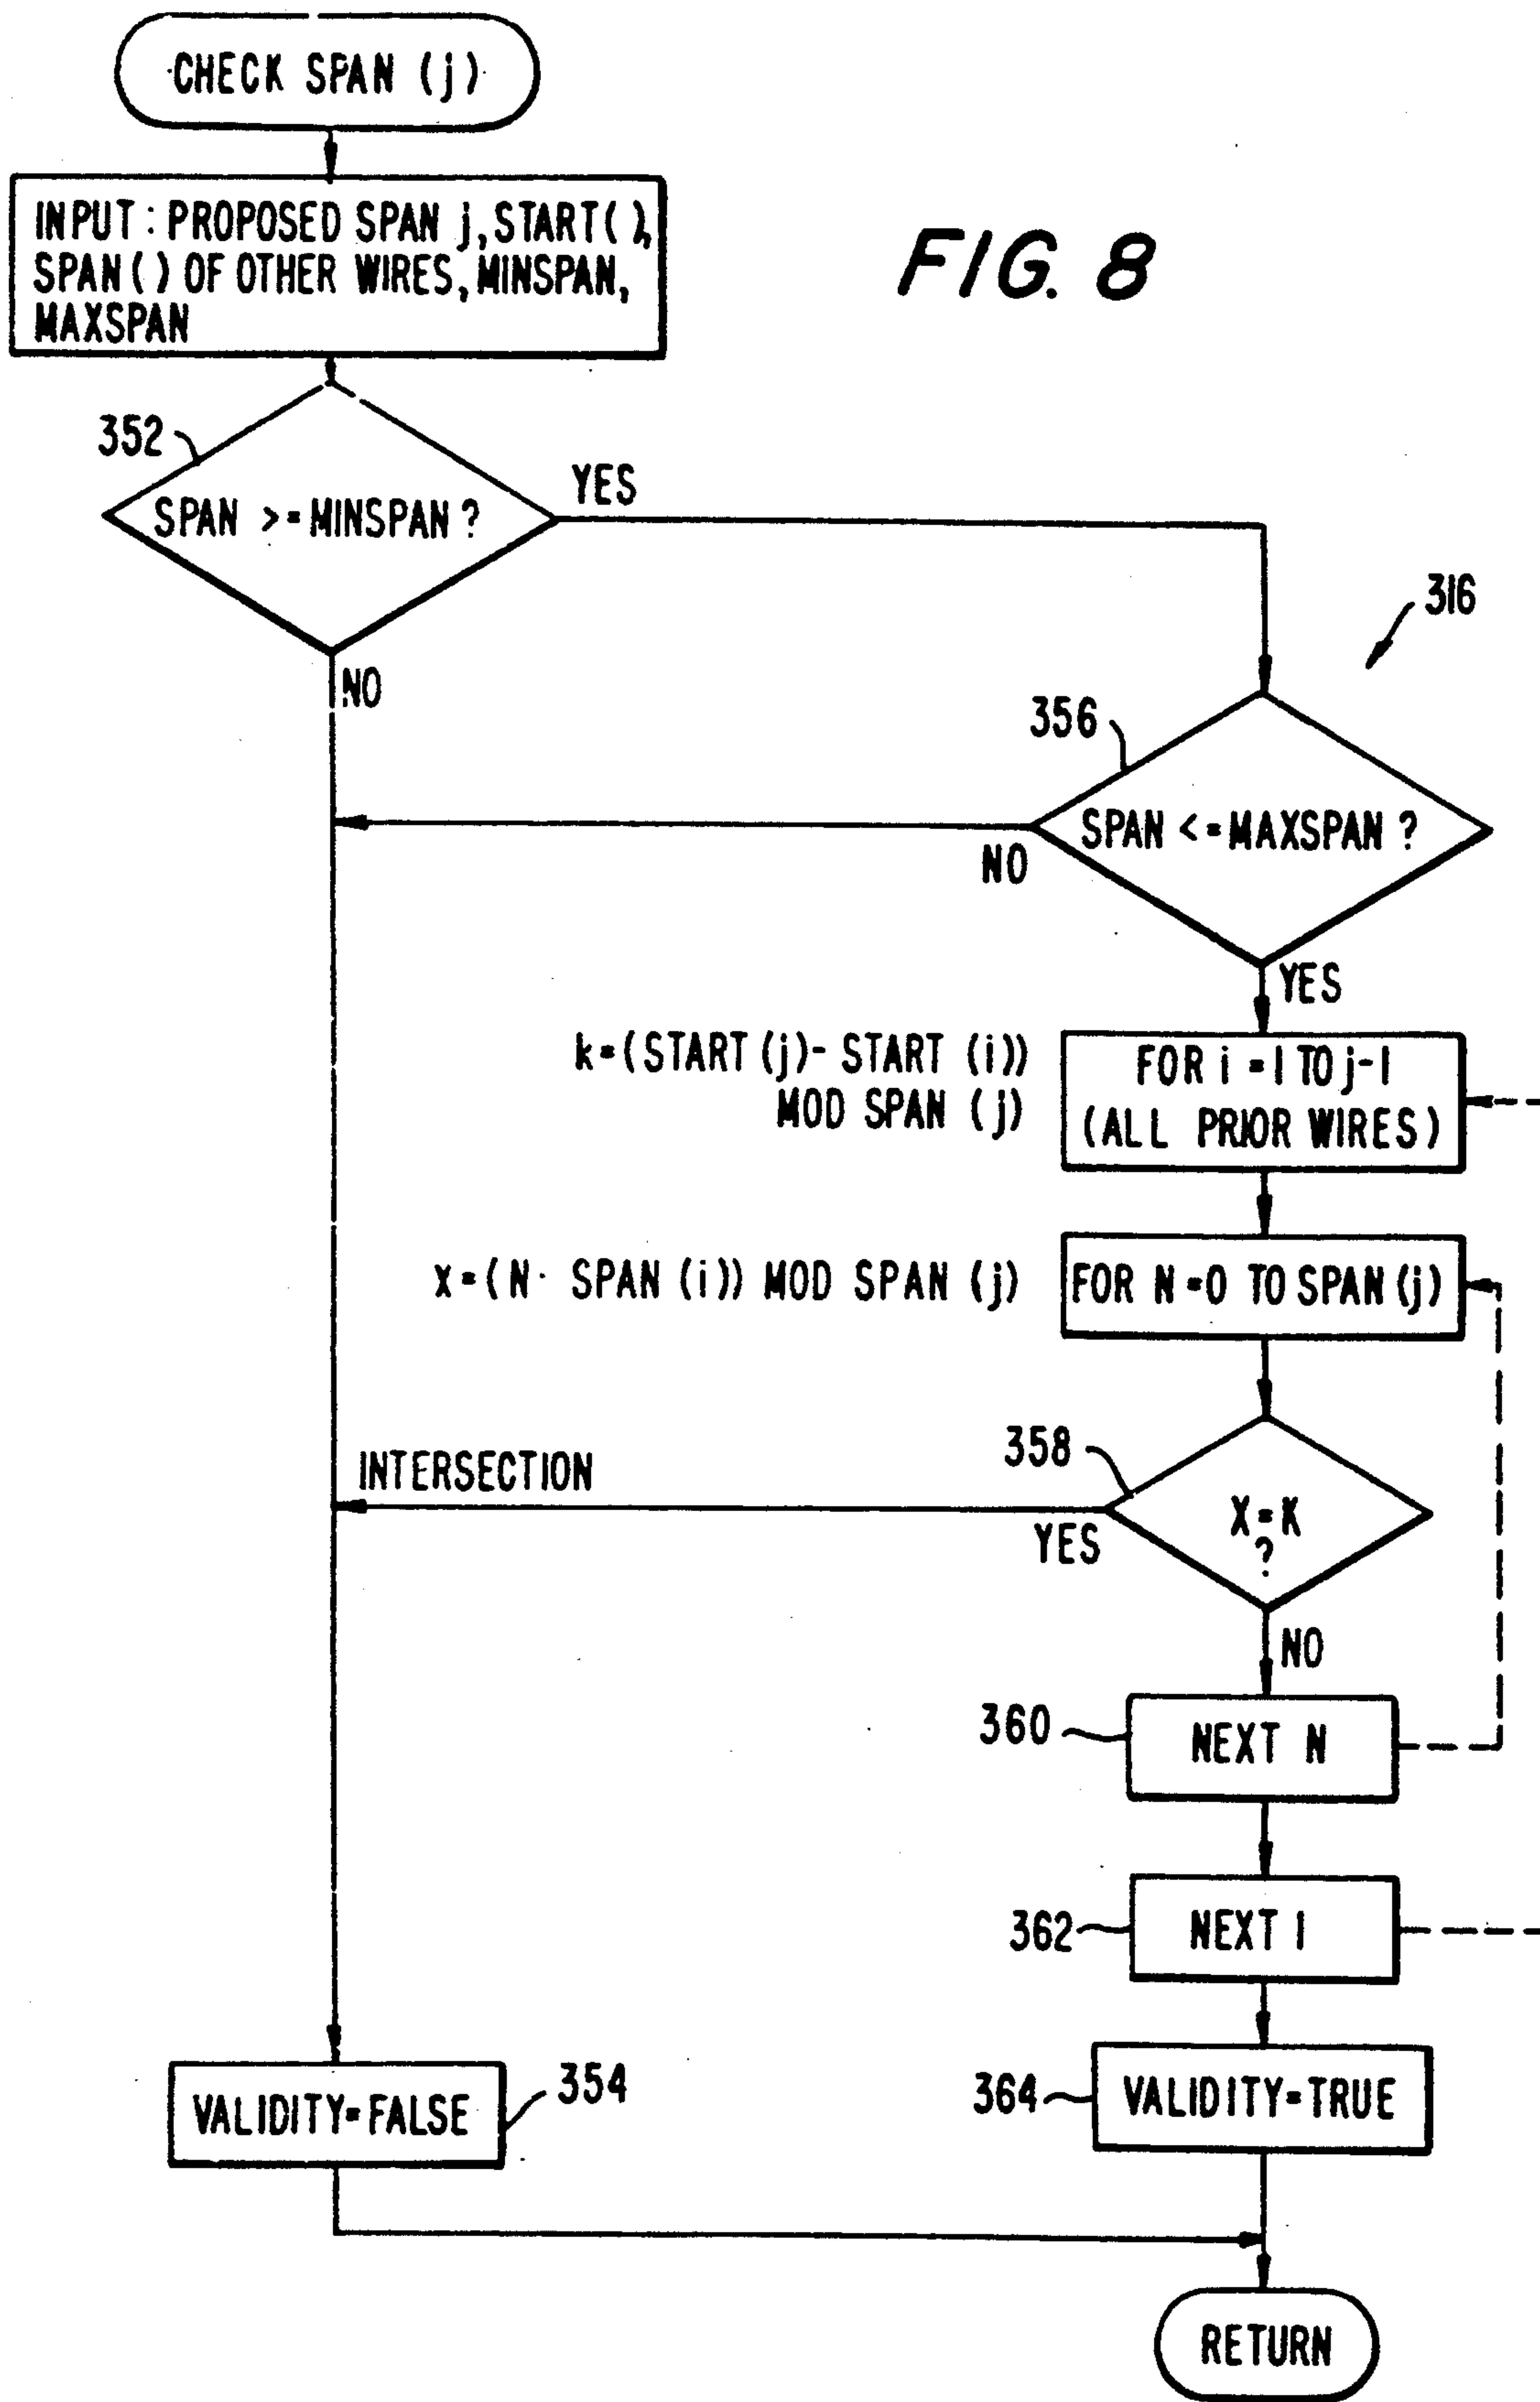 CHECK SPAN (j)
INPUT : PROPOSED SPAN j, START( ),
SPAN( ) OF OTHER WIRES, MINSPAN,
MAXSPAN
FIG. 8
352
SPAN >= MINSPAN ?
YES
NO
316
356
SPAN <= MAXSPAN ?
NO
YES
k=(START (j)- START (i))
MOD SPAN (j)
FOR i = 1 TO j-1
(ALL PRIOR WIRES)
x=(N· SPAN (i)) MOD SPAN (j)
FOR N=0 TO SPAN (j)
358
INTERSECTION
X=K
?
YES
NO
360
NEXT N
362
NEXT I
354
VALIDITY=FALSE
364
VALIDITY=TRUE
RETURN